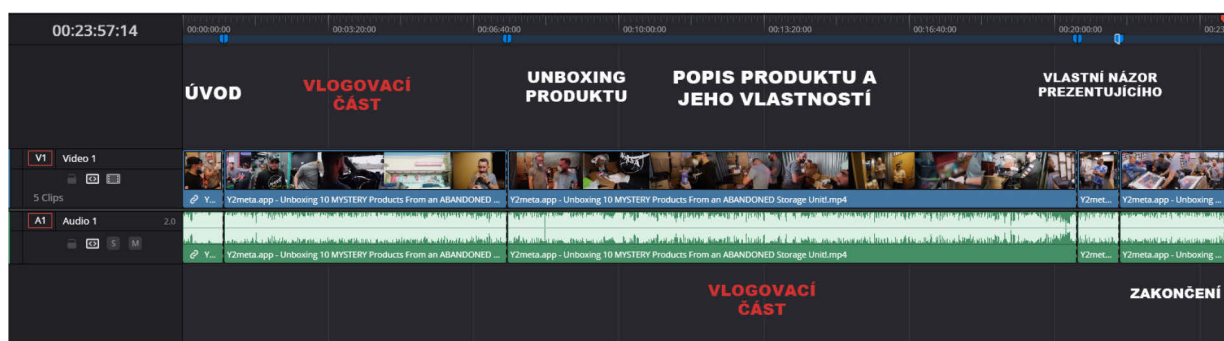 00:23:57:14
00:00:00:00 00:03:20:00 00:06:40:00 00:10:00:00 00:13:20:00 00:16:40:00 00:20:00:00 00:23
ÚVOD
VLOGOVACÍ
ČÁST
UNBOXING
PRODUKTU
POPIS PRODUKTU A
JEHO VLASTNOSTÍ
VLASTNÍ NÁZOR
PREZENTUJÍCÍHO
V1 Video 1
5 Clips
Y... Y2meta.app - Unboxing 10 MYSTERY Products From an ABANDONED ... Y2meta.app - Unboxing 10 MYSTERY Products From an ABANDONED Storage Unit!.mp4 Y2met... Y2meta.app - Unboxing ...
A1 Audio 1 2.0
S M
Y... Y2meta.app - Unboxing 10 MYSTERY Products From an ABANDONED ... Y2meta.app - Unboxing 10 MYSTERY Products From an ABANDONED Storage Unit!.mp4 Y2met... Y2meta.app - Unboxing ...
VLOGOVACÍ
ČÁST
ZAKONČENÍ